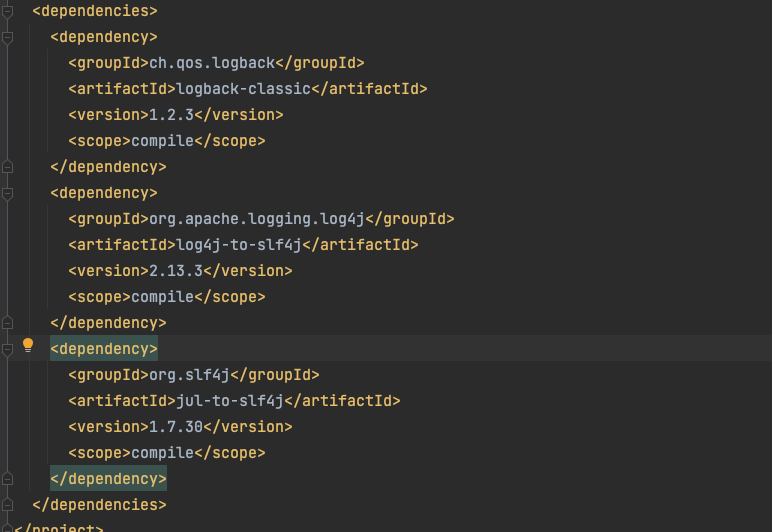 <dependencies>
<dependency>
<groupId>ch.qos.logback</groupId>
<artifactId>logback-classic</artifactId>
<version>1.2.3</version>
<scope>compile</scope>
</dependency>
<dependency>
<groupId>org.apache.logging.log4j</groupId>
<artifactId>log4j-to-slf4j</artifactId>
<version>2.13.3</version>
<scope>compile</scope>
</dependency>
<dependency>
<groupId>org.slf4j</groupId>
<artifactId>jul-to-slf4j</artifactId>
<version>1.7.30</version>
<scope>compile</scope>
</dependency>
</dependencies>
</project>